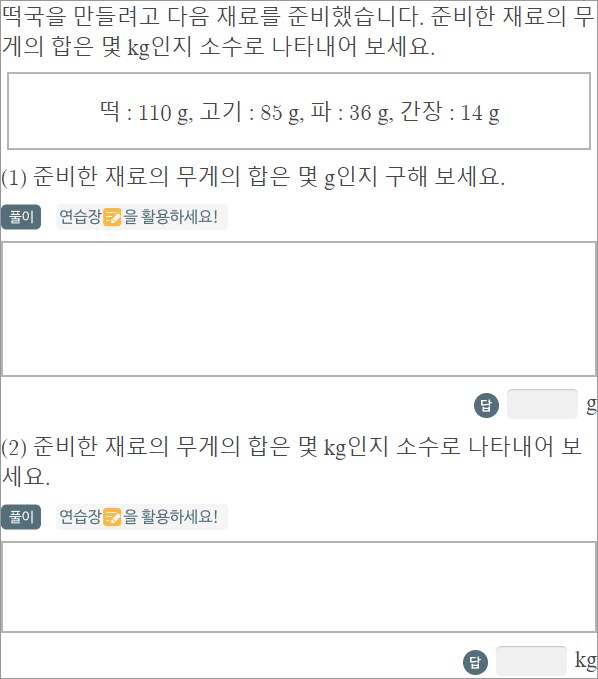 떡국을 만들려고 다음 재료를 준비했습니다. 준비한 재료의 무
게의 합은 몇 kg인지 소수로 나타내어 보세요.
떡 : 110 g, 고기 : 85 g, 파 : 36 g, 간장 : 14 g
(1) 준비한 재료의 무게의 합은 몇 g인지 구해 보세요.
풀이 연습장을 활용하세요!
답 g
(2) 준비한 재료의 무게의 합은 몇 kg인지 소수로 나타내어 보
세요.
풀이 연습장을 활용하세요!
답 kg